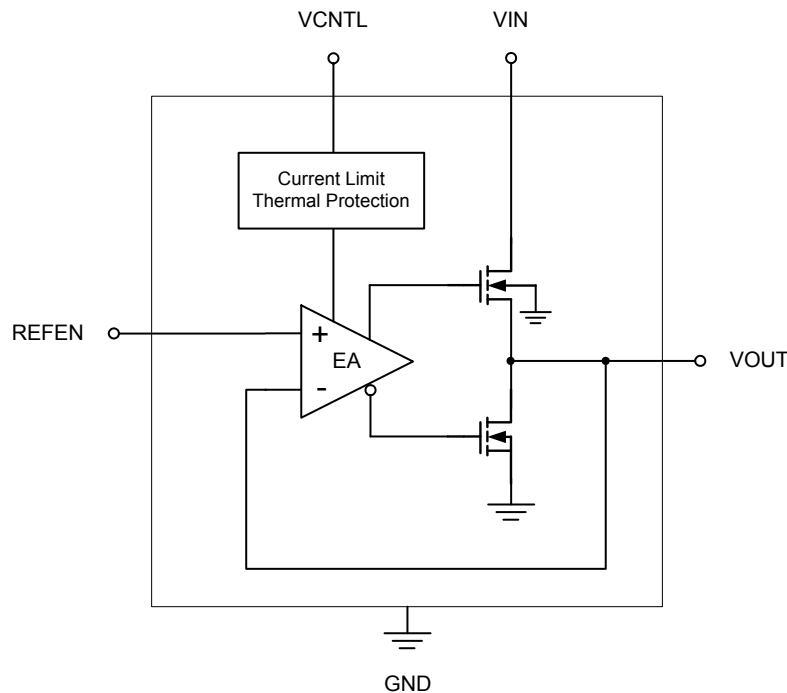 VCNTL
VIN
Current Limit
Thermal Protection
REFEN
+
EA
-
VOUT
GND